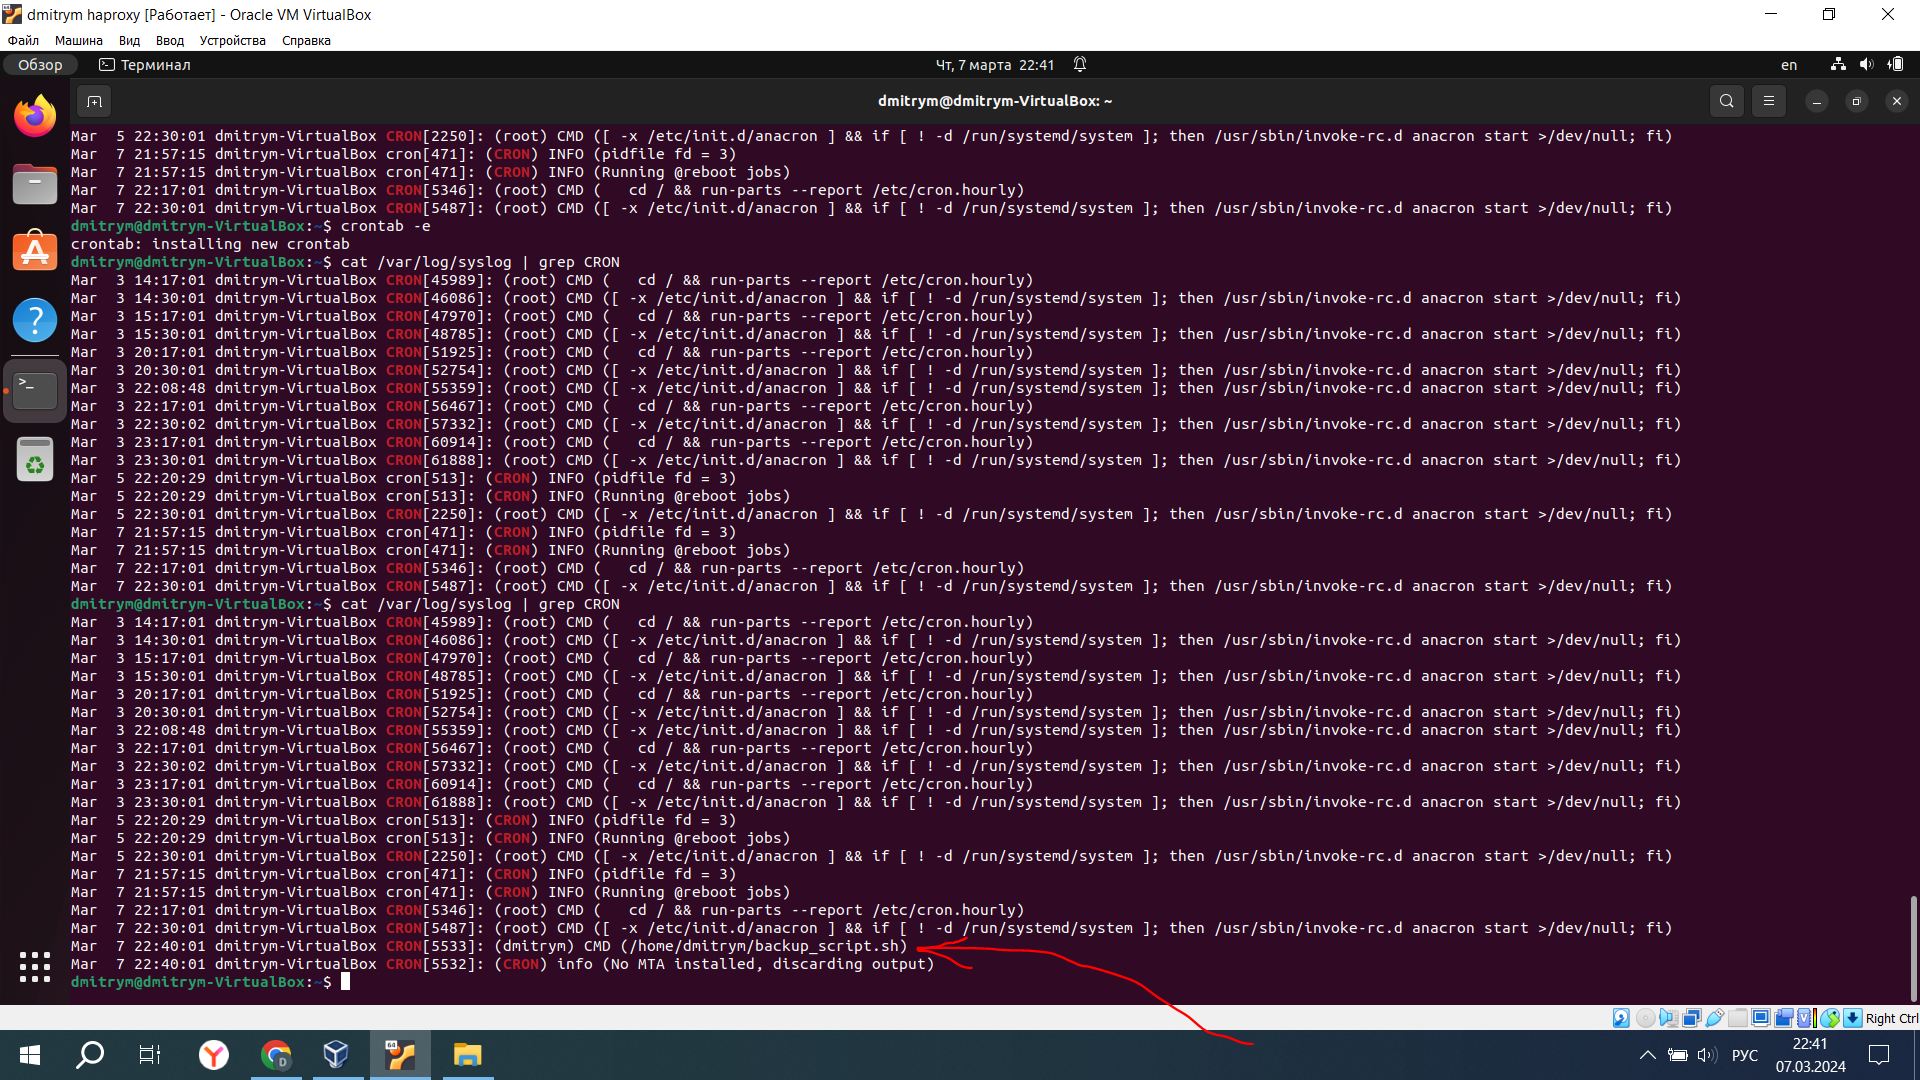 dmitrym haproxy [Работает] - Oracle VM VirtualBox
Файл Машина Вид Ввод Устройства Справка
Обзор Терминал Чт, 7 марта 22:41 en
dmitrym@dmitrym-VirtualBox: ~
Mar  5 22:30:01 dmitrym-VirtualBox CRON[2250]: (root) CMD ([ -x /etc/init.d/anacron ] && if [ ! -d /run/systemd/system ]; then /usr/sbin/invoke-rc.d anacron start >/dev/null; fi)
Mar  7 21:57:15 dmitrym-VirtualBox cron[471]: (CRON) INFO (pidfile fd = 3)
Mar  7 21:57:15 dmitrym-VirtualBox cron[471]: (CRON) INFO (Running @reboot jobs)
Mar  7 22:17:01 dmitrym-VirtualBox CRON[5346]: (root) CMD (   cd / && run-parts --report /etc/cron.hourly)
Mar  7 22:30:01 dmitrym-VirtualBox CRON[5487]: (root) CMD ([ -x /etc/init.d/anacron ] && if [ ! -d /run/systemd/system ]; then /usr/sbin/invoke-rc.d anacron start >/dev/null; fi)
dmitrym@dmitrym-VirtualBox:~$ crontab -e
crontab: installing new crontab
dmitrym@dmitrym-VirtualBox:~$ cat /var/log/syslog | grep CRON
Mar  3 14:17:01 dmitrym-VirtualBox CRON[45989]: (root) CMD (   cd / && run-parts --report /etc/cron.hourly)
Mar  3 14:30:01 dmitrym-VirtualBox CRON[46086]: (root) CMD ([ -x /etc/init.d/anacron ] && if [ ! -d /run/systemd/system ]; then /usr/sbin/invoke-rc.d anacron start >/dev/null; fi)
Mar  3 15:17:01 dmitrym-VirtualBox CRON[47970]: (root) CMD (   cd / && run-parts --report /etc/cron.hourly)
Mar  3 15:30:01 dmitrym-VirtualBox CRON[48785]: (root) CMD ([ -x /etc/init.d/anacron ] && if [ ! -d /run/systemd/system ]; then /usr/sbin/invoke-rc.d anacron start >/dev/null; fi)
Mar  3 20:17:01 dmitrym-VirtualBox CRON[51925]: (root) CMD (   cd / && run-parts --report /etc/cron.hourly)
Mar  3 20:30:01 dmitrym-VirtualBox CRON[52754]: (root) CMD ([ -x /etc/init.d/anacron ] && if [ ! -d /run/systemd/system ]; then /usr/sbin/invoke-rc.d anacron start >/dev/null; fi)
Mar  3 22:08:48 dmitrym-VirtualBox CRON[55359]: (root) CMD ([ -x /etc/init.d/anacron ] && if [ ! -d /run/systemd/system ]; then /usr/sbin/invoke-rc.d anacron start >/dev/null; fi)
Mar  3 22:17:01 dmitrym-VirtualBox CRON[56467]: (root) CMD (   cd / && run-parts --report /etc/cron.hourly)
Mar  3 22:30:02 dmitrym-VirtualBox CRON[57332]: (root) CMD ([ -x /etc/init.d/anacron ] && if [ ! -d /run/systemd/system ]; then /usr/sbin/invoke-rc.d anacron start >/dev/null; fi)
Mar  3 23:17:01 dmitrym-VirtualBox CRON[60914]: (root) CMD (   cd / && run-parts --report /etc/cron.hourly)
Mar  3 23:30:01 dmitrym-VirtualBox CRON[61888]: (root) CMD ([ -x /etc/init.d/anacron ] && if [ ! -d /run/systemd/system ]; then /usr/sbin/invoke-rc.d anacron start >/dev/null; fi)
Mar  5 22:20:29 dmitrym-VirtualBox cron[513]: (CRON) INFO (pidfile fd = 3)
Mar  5 22:20:29 dmitrym-VirtualBox cron[513]: (CRON) INFO (Running @reboot jobs)
Mar  5 22:30:01 dmitrym-VirtualBox CRON[2250]: (root) CMD ([ -x /etc/init.d/anacron ] && if [ ! -d /run/systemd/system ]; then /usr/sbin/invoke-rc.d anacron start >/dev/null; fi)
Mar  7 21:57:15 dmitrym-VirtualBox cron[471]: (CRON) INFO (pidfile fd = 3)
Mar  7 21:57:15 dmitrym-VirtualBox cron[471]: (CRON) INFO (Running @reboot jobs)
Mar  7 22:17:01 dmitrym-VirtualBox CRON[5346]: (root) CMD (   cd / && run-parts --report /etc/cron.hourly)
Mar  7 22:30:01 dmitrym-VirtualBox CRON[5487]: (root) CMD ([ -x /etc/init.d/anacron ] && if [ ! -d /run/systemd/system ]; then /usr/sbin/invoke-rc.d anacron start >/dev/null; fi)
dmitrym@dmitrym-VirtualBox:~$ cat /var/log/syslog | grep CRON
Mar  3 14:17:01 dmitrym-VirtualBox CRON[45989]: (root) CMD (   cd / && run-parts --report /etc/cron.hourly)
Mar  3 14:30:01 dmitrym-VirtualBox CRON[46086]: (root) CMD ([ -x /etc/init.d/anacron ] && if [ ! -d /run/systemd/system ]; then /usr/sbin/invoke-rc.d anacron start >/dev/null; fi)
Mar  3 15:17:01 dmitrym-VirtualBox CRON[47970]: (root) CMD (   cd / && run-parts --report /etc/cron.hourly)
Mar  3 15:30:01 dmitrym-VirtualBox CRON[48785]: (root) CMD ([ -x /etc/init.d/anacron ] && if [ ! -d /run/systemd/system ]; then /usr/sbin/invoke-rc.d anacron start >/dev/null; fi)
Mar  3 20:17:01 dmitrym-VirtualBox CRON[51925]: (root) CMD (   cd / && run-parts --report /etc/cron.hourly)
Mar  3 20:30:01 dmitrym-VirtualBox CRON[52754]: (root) CMD ([ -x /etc/init.d/anacron ] && if [ ! -d /run/systemd/system ]; then /usr/sbin/invoke-rc.d anacron start >/dev/null; fi)
Mar  3 22:08:48 dmitrym-VirtualBox CRON[55359]: (root) CMD ([ -x /etc/init.d/anacron ] && if [ ! -d /run/systemd/system ]; then /usr/sbin/invoke-rc.d anacron start >/dev/null; fi)
Mar  3 22:17:01 dmitrym-VirtualBox CRON[56467]: (root) CMD (   cd / && run-parts --report /etc/cron.hourly)
Mar  3 22:30:02 dmitrym-VirtualBox CRON[57332]: (root) CMD ([ -x /etc/init.d/anacron ] && if [ ! -d /run/systemd/system ]; then /usr/sbin/invoke-rc.d anacron start >/dev/null; fi)
Mar  3 23:17:01 dmitrym-VirtualBox CRON[60914]: (root) CMD (   cd / && run-parts --report /etc/cron.hourly)
Mar  3 23:30:01 dmitrym-VirtualBox CRON[61888]: (root) CMD ([ -x /etc/init.d/anacron ] && if [ ! -d /run/systemd/system ]; then /usr/sbin/invoke-rc.d anacron start >/dev/null; fi)
Mar  5 22:20:29 dmitrym-VirtualBox cron[513]: (CRON) INFO (pidfile fd = 3)
Mar  5 22:20:29 dmitrym-VirtualBox cron[513]: (CRON) INFO (Running @reboot jobs)
Mar  5 22:30:01 dmitrym-VirtualBox CRON[2250]: (root) CMD ([ -x /etc/init.d/anacron ] && if [ ! -d /run/systemd/system ]; then /usr/sbin/invoke-rc.d anacron start >/dev/null; fi)
Mar  7 21:57:15 dmitrym-VirtualBox cron[471]: (CRON) INFO (pidfile fd = 3)
Mar  7 21:57:15 dmitrym-VirtualBox cron[471]: (CRON) INFO (Running @reboot jobs)
Mar  7 22:17:01 dmitrym-VirtualBox CRON[5346]: (root) CMD (   cd / && run-parts --report /etc/cron.hourly)
Mar  7 22:30:01 dmitrym-VirtualBox CRON[5487]: (root) CMD ([ -x /etc/init.d/anacron ] && if [ ! -d /run/systemd/system ]; then /usr/sbin/invoke-rc.d anacron start >/dev/null; fi)
Mar  7 22:40:01 dmitrym-VirtualBox CRON[5533]: (dmitrym) CMD (/home/dmitrym/backup_script.sh)
Mar  7 22:40:01 dmitrym-VirtualBox CRON[5532]: (CRON) info (No MTA installed, discarding output)
dmitrym@dmitrym-VirtualBox:~$
Right Ctrl
РУС
22:41
07.03.2024